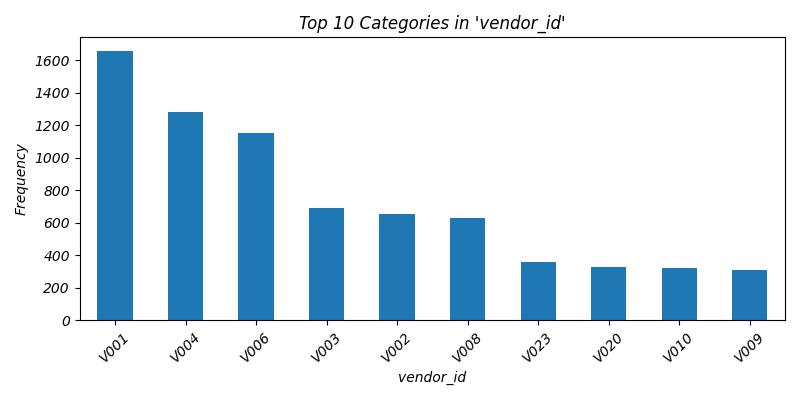 Top 10 Categories in 'vendor_id'
Frequency
1600
1400
1200
1000
800
600
400
200
0
V001
V004
V006
V003
V002
V008
V023
V020
V010
V009
vendor_id